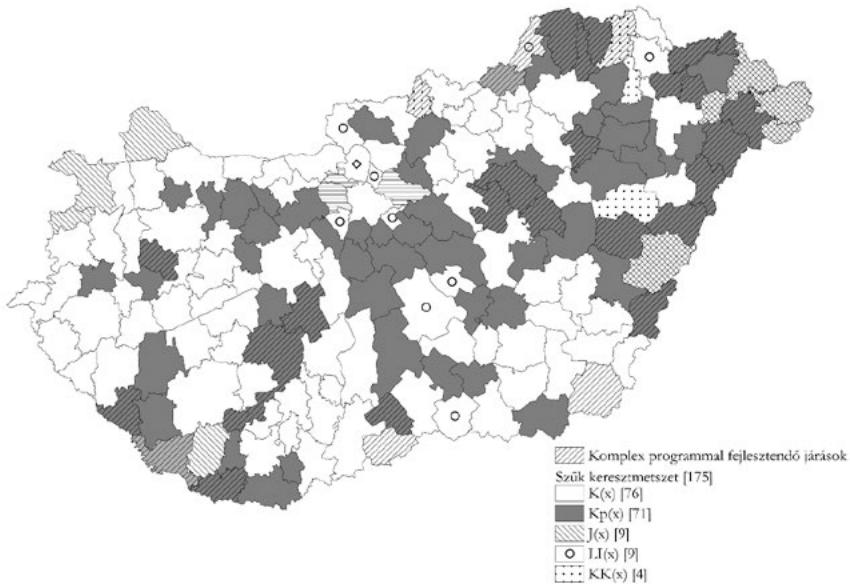 Komplex programmal fejlesztendő járások
Szűk keresztmetszet [175]
K(x) [76]
Kp(x) [71]
J(x) [9]
LI(x) [9]
KK(x) [4]